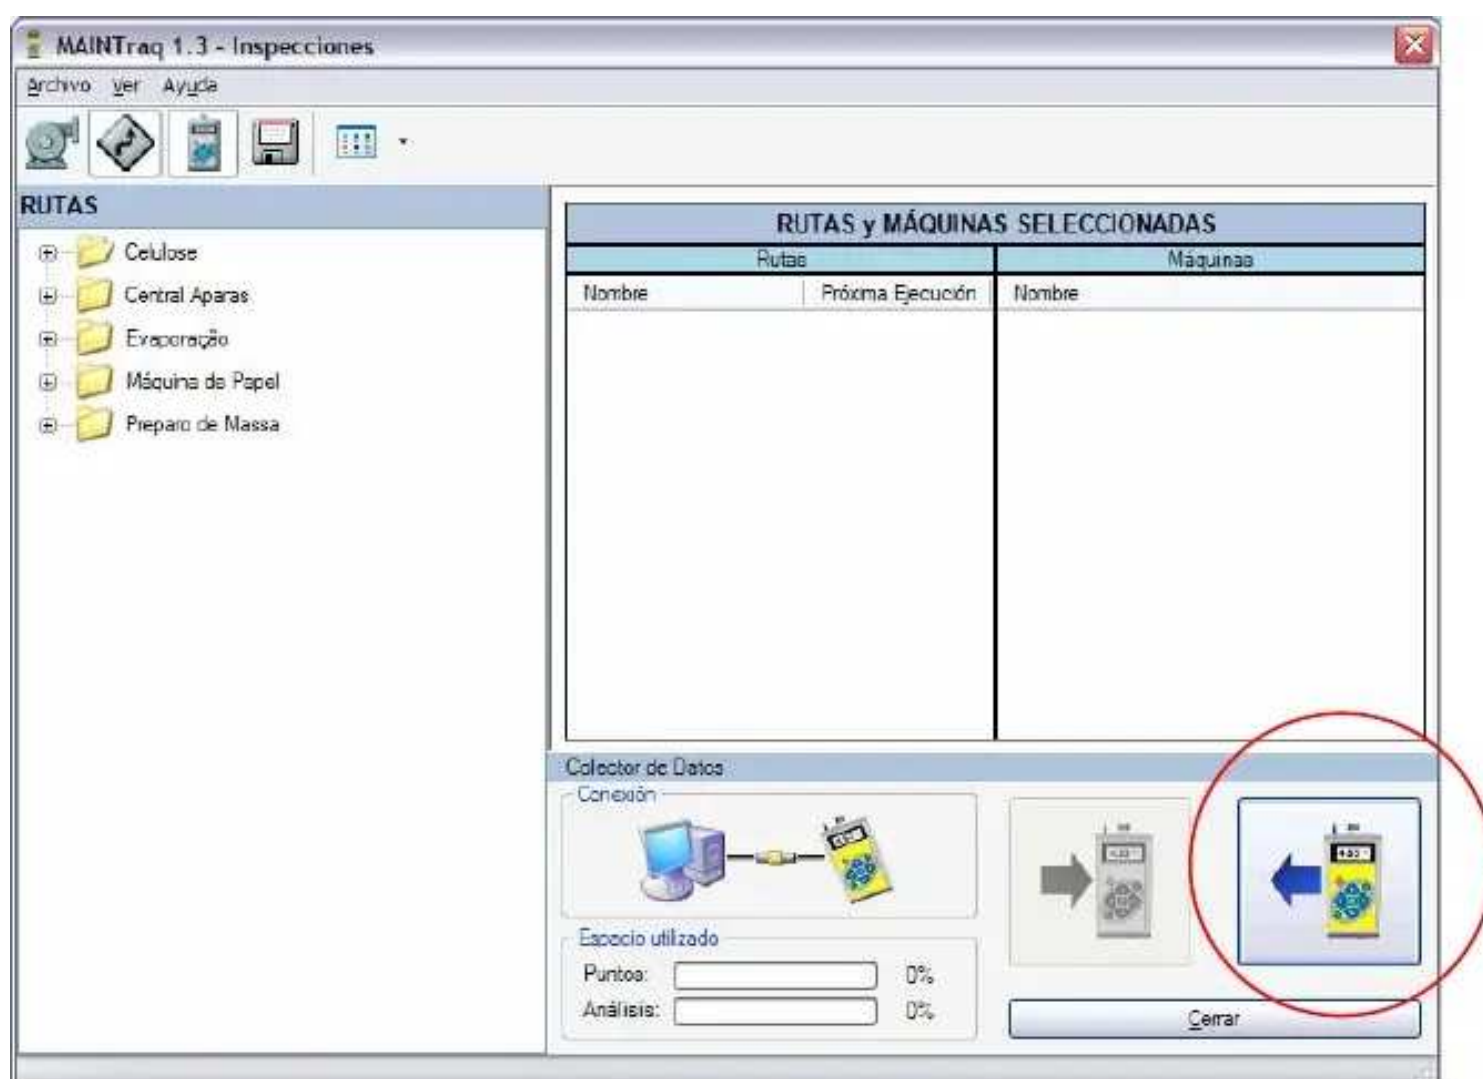 MAINTraq 1.3 - Inspecciones
Archivo Ver Ayuda
RUTAS
Celulose
Central Aparas
Evaporação
Máquina de Papel
Preparo de Massa
RUTAS y MÁQUINAS SELECCIONADAS
Rutas Máquinas
Nombre Próxima Ejecución Nombre
Colector de Datos
Conexión
Espacio utilizado
Puntos: 0%
Análisis: 0%
Cerrar